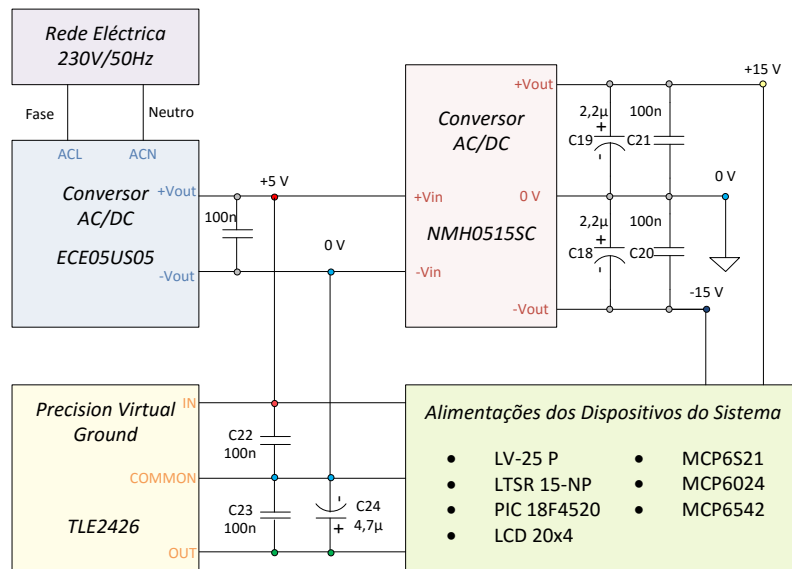 Rede Eléctrica
230V/50Hz
Fase
Neutro
ACL
ACN
Conversor
AC/DC
ECE05US05
+Vout
-Vout
100n
+5 V
0 V
Conversor
AC/DC
NMH0515SC
+Vin
-Vin
+Vout
0 V
-Vout
2,2µ
+
C19
-
100n
C21
2,2µ
+
C18
-
100n
C20
+15 V
0 V
-15 V
Precision Virtual
Ground
TLE2426
IN
COMMON
OUT
C22
100n
C23
100n
-
C24
+
4,7µ
Alimentações dos Dispositivos do Sistema
• LV-25 P
• LTSR 15-NP
• PIC 18F4520
• LCD 20x4
• MCP6S21
• MCP6024
• MCP6542